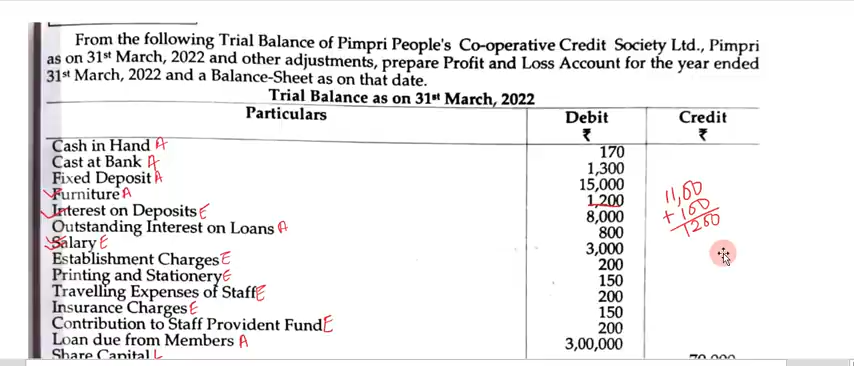 From the following Trial Balance of Pimpri People's Co-operative Credit Society Ltd., Pimpri
as on 31st March, 2022 and other adjustments, prepare Profit and Loss Account for the year ended
31st March, 2022 and a Balance-Sheet as on that date.
Trial Balance as on 31st March, 2022
Particulars Debit Credit
₹ ₹
Cash in Hand A 170
Cast at Bank A 1,300
Fixed Deposit A 15,000
Furniture A 1,200 11,00
Interest on Deposits E 8,000 + 100
Outstanding Interest on Loans A 800 1200
Salary E 3,000
Establishment Charges E 200
Printing and Stationery E 150
Travelling Expenses of Staff E 200
Insurance Charges E 150
Contribution to Staff Provident Fund E 200
Loan due from Members A 3,00,000
Share Capital L